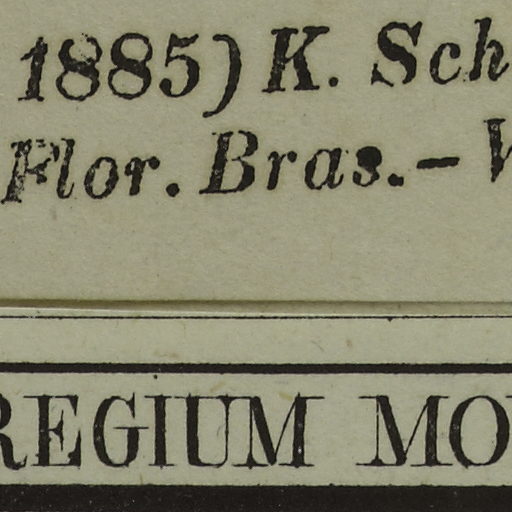 1885) K. Sch
Flor. Bras.—
REGIUM MO